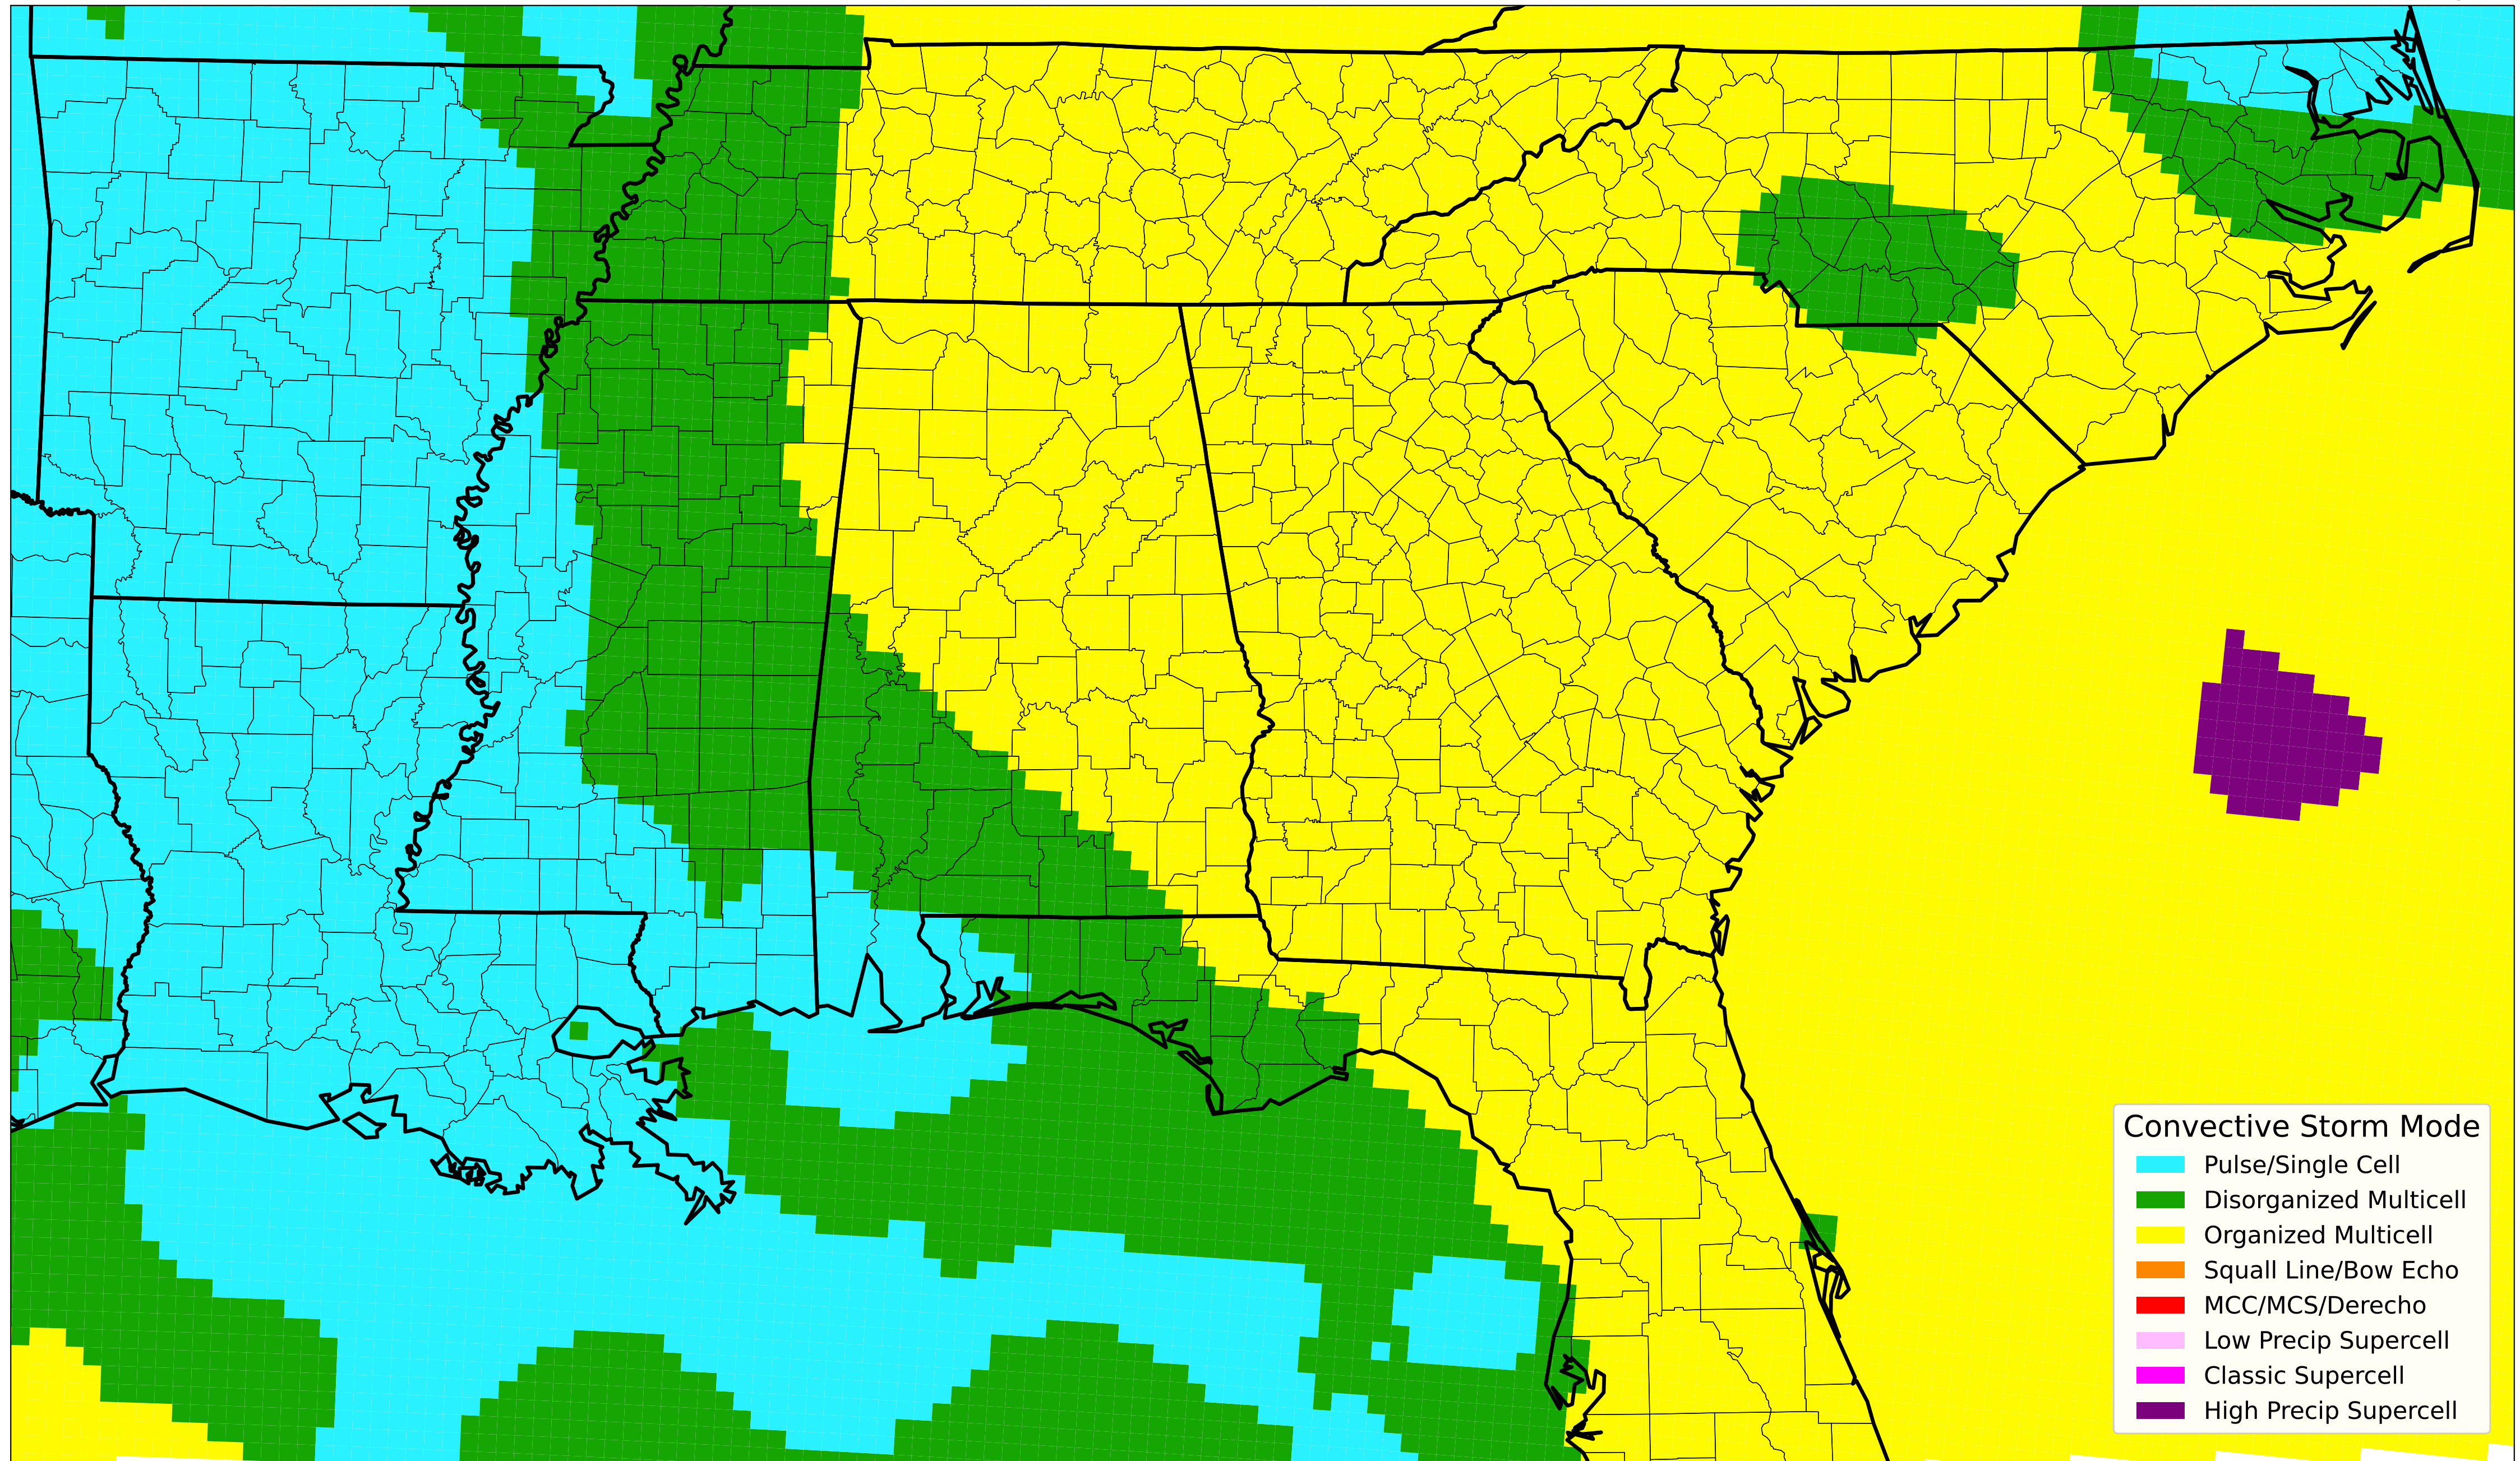 Convective Storm Mode
Pulse/Single Cell
Disorganized Multicell
Organized Multicell
Squall Line/Bow Echo
MCC/MCS/Derecho
Low Precip Supercell
Classic Supercell
High Precip Supercell